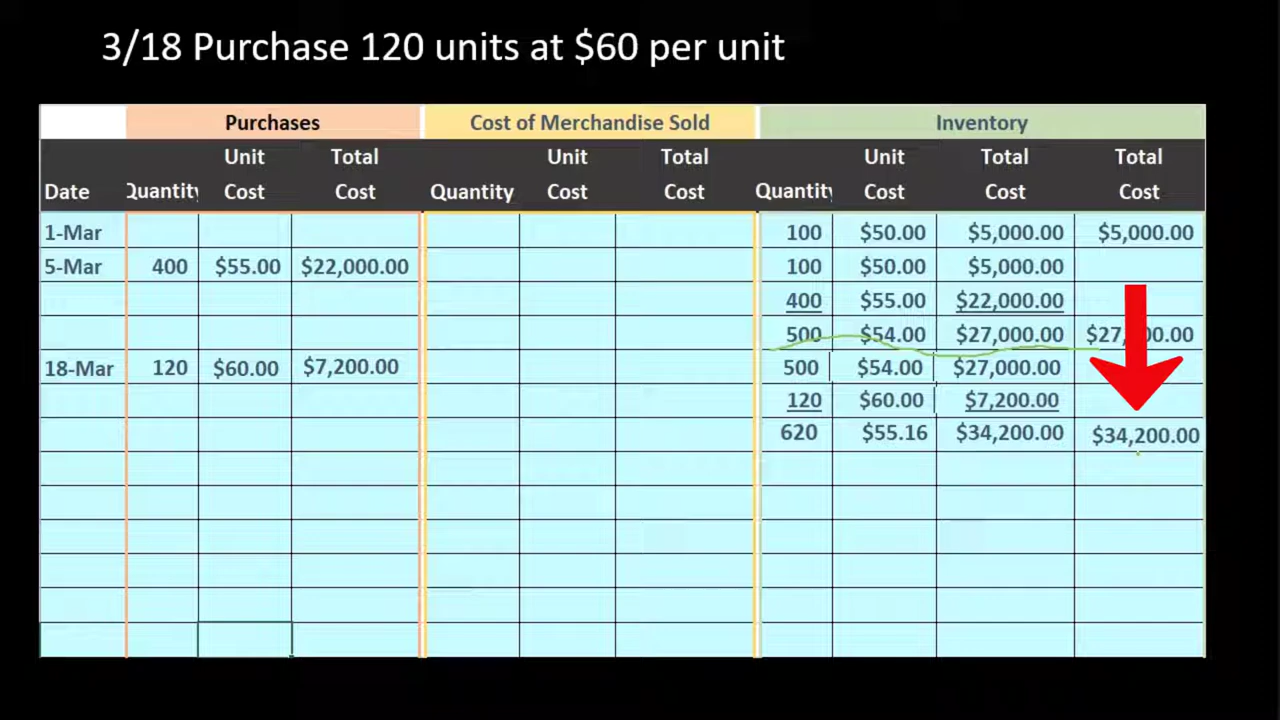 3/18 Purchase 120 units at $60 per unit
Purchases Cost of Merchandise Sold Inventory
Unit Total Unit Total Unit Total Total
Date Quantity Cost Cost Quantity Cost Cost Quantity Cost Cost Cost
1-Mar 100 $50.00 $5,000.00 $5,000.00
5-Mar 400 $55.00 $22,000.00 100 $50.00 $5,000.00
400 $55.00 $22,000.00
500 $54.00 $27,000.00
18-Mar 120 $60.00 $7,200.00 500 $54.00 $27,000.00
120 $60.00 $7,200.00
620 $55.16 $34,200.00 $34,200.00